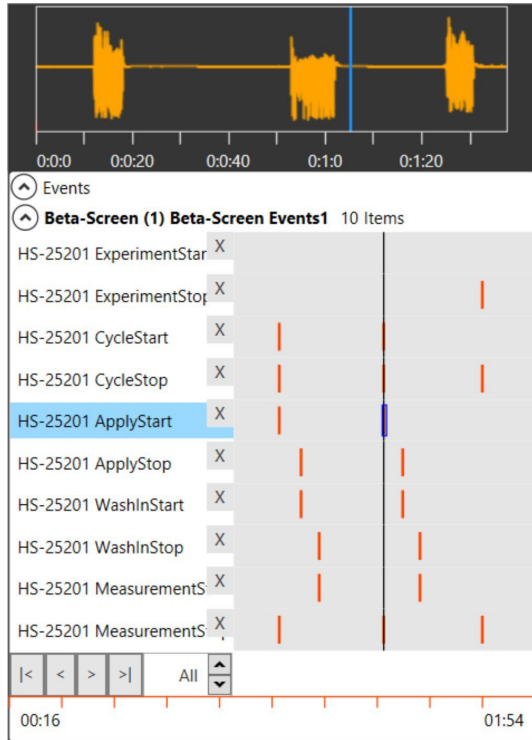 0:0:0 0:0:20 0:0:40 0:1:0 0:1:20
Events
Beta-Screen (1) Beta-Screen Events1 10 Items
HS-25201 ExperimentStar X
HS-25201 ExperimentStop X
HS-25201 CycleStart X
HS-25201 CycleStop X
HS-25201 ApplyStart X
HS-25201 ApplyStop X
HS-25201 WashInStart X
HS-25201 WashInStop X
HS-25201 MeasurementS X
HS-25201 MeasurementS X
|< < > >| All
00:16 01:54